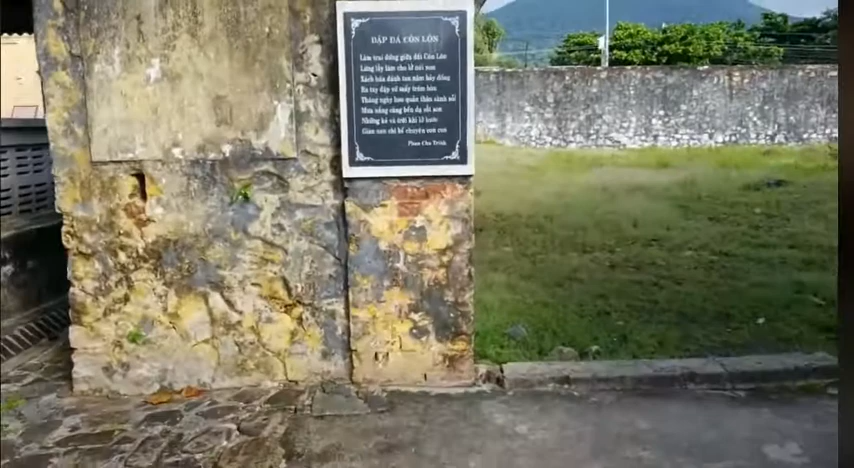 ĐẬP ĐÁ CÔN LÔN
Làm trai đứng giữa đất Côn Lôn
Lừng lẫy làm cho lở núi non
Xách búa đánh tan năm bảy đống
Ra tay đập vỡ mấy trăm hòn
Tháng ngày bao quản thân sành sỏi
Mưa nắng càng bền dạ sắt son
Những kẻ vá trời khi lỡ bước
Gian nan chi kể chuyện con con
Phan Chu Trinh